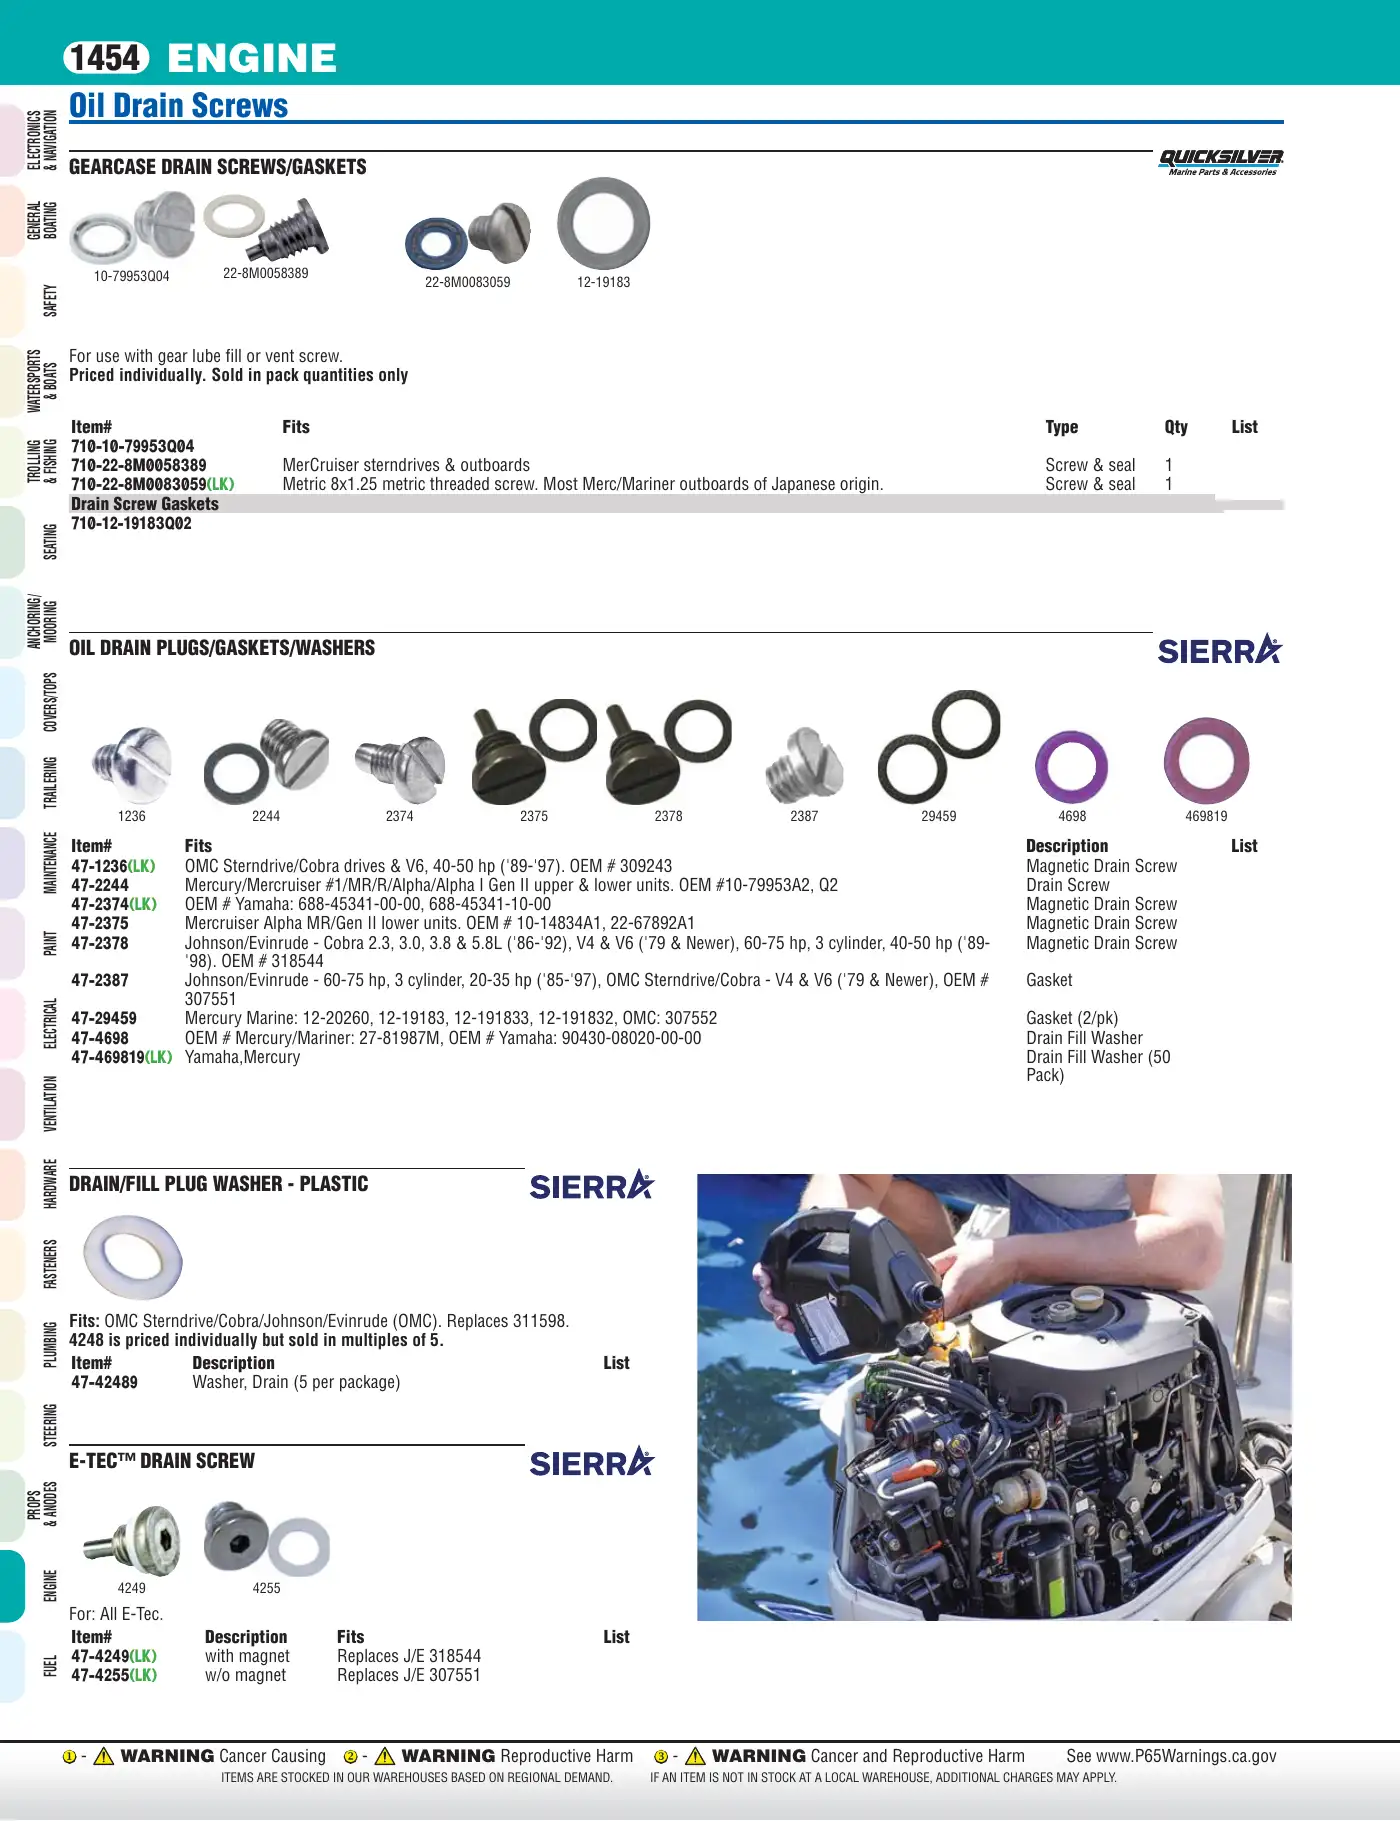 1454 ENGINE
Oil Drain Screws
ELECTRONICS
& NAVIGATION
GENERAL
BOATING
SAFETY
WATERSPORTS
& BOATS
TROLLING
& FISHING
SEATING
ANCHORING/
MOORING
COVERS/TOPS
TRAILERING
MAINTENANCE
PAINT
ELECTRICAL
VENTILATION
HARDWARE
FASTENERS
PLUMBING
STEERING
PROPS
& ANODES
ENGINE
FUEL
GEARCASE DRAIN SCREWS/GASKETS
QUICKSILVER
Marine Parts & Accessories
10-79953Q04 22-8M0058389 22-8M0083059 12-19183
For use with gear lube fill or vent screw.
Priced individually. Sold in pack quantities only
Item# Fits Type Qty List
710-10-79953Q04
710-22-8M0058389 MerCruiser sterndrives & outboards Screw & seal 1
710-22-8M0083059(LK) Metric 8x1.25 metric threaded screw. Most Merc/Mariner outboards of Japanese origin. Screw & seal 1
Drain Screw Gaskets
710-12-19183Q02
OIL DRAIN PLUGS/GASKETS/WASHERS
SIERRA
1236 2244 2374 2375 2378 2387 29459 4698 469819
Item# Fits Description List
47-1236(LK) OMC Sterndrive/Cobra drives & V6, 40-50 hp ('89-'97). OEM # 309243 Magnetic Drain Screw
47-2244 Mercury/Mercruiser #1/MR/R/Alpha/Alpha I Gen II upper & lower units. OEM #10-79953A2, Q2 Drain Screw
47-2374(LK) OEM # Yamaha: 688-45341-00-00, 688-45341-10-00 Magnetic Drain Screw
47-2375 Mercruiser Alpha MR/Gen II lower units. OEM # 10-14834A1, 22-67892A1 Magnetic Drain Screw
47-2378 Johnson/Evinrude - Cobra 2.3, 3.0, 3.8 & 5.8L ('86-'92), V4 & V6 ('79 & Newer), 60-75 hp, 3 cylinder, 40-50 hp ('89- Magnetic Drain Screw
'98). OEM # 318544
47-2387 Johnson/Evinrude - 60-75 hp, 3 cylinder, 20-35 hp ('85-'97), OMC Sterndrive/Cobra - V4 & V6 ('79 & Newer), OEM # Gasket
307551
47-29459 Mercury Marine: 12-20260, 12-19183, 12-191833, 12-191832, OMC: 307552 Gasket (2/pk)
47-4698 OEM # Mercury/Mariner: 27-81987M, OEM # Yamaha: 90430-08020-00-00 Drain Fill Washer
47-469819(LK) Yamaha,Mercury Drain Fill Washer (50
Pack)
DRAIN/FILL PLUG WASHER - PLASTIC
SIERRA
Fits: OMC Sterndrive/Cobra/Johnson/Evinrude (OMC). Replaces 311598.
4248 is priced individually but sold in multiples of 5.
Item# Description List
47-42489 Washer, Drain (5 per package)
E-TEC™ DRAIN SCREW
SIERRA
4249 4255
For: All E-Tec.
Item# Description Fits List
47-4249(LK) with magnet Replaces J/E 318544
47-4255(LK) w/o magnet Replaces J/E 307551
1 - WARNING Cancer Causing 2 - WARNING Reproductive Harm 3 - WARNING Cancer and Reproductive Harm See www.P65Warnings.ca.gov
ITEMS ARE STOCKED IN OUR WAREHOUSES BASED ON REGIONAL DEMAND. IF AN ITEM IS NOT IN STOCK AT A LOCAL WAREHOUSE, ADDITIONAL CHARGES MAY APPLY.